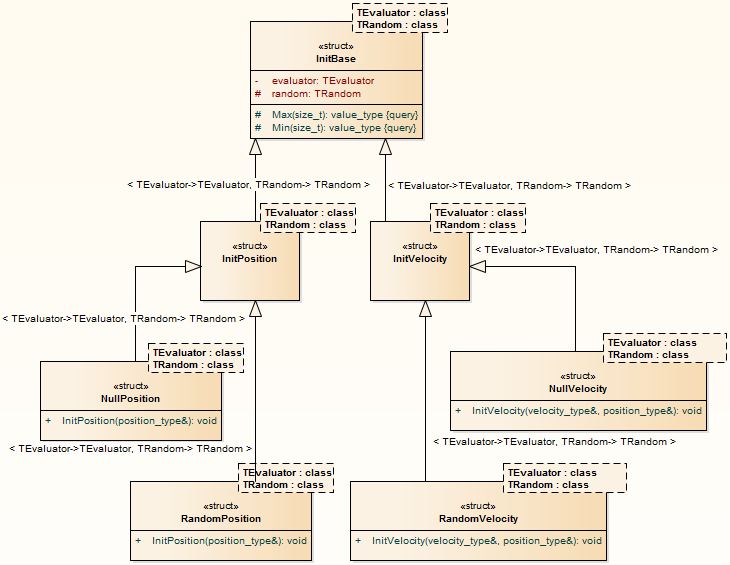 TEvaluator : class
TRandom : class
«struct»
InitBase
- evaluator: TEvaluator
# random: TRandom
# Max(size_t): value_type {query}
# Min(size_t): value_type {query}
< TEvaluator->TEvaluator, TRandom-> TRandom >
< TEvaluator->TEvaluator, TRandom-> TRandom >
TEvaluator : class
TRandom : class
«struct»
InitPosition
TEvaluator : class
TRandom : class
«struct»
InitVelocity
< TEvaluator->TEvaluator, TRandom-> TRandom >
< TEvaluator->TEvaluator, TRandom-> TRandom >
TEvaluator : class
TRandom : class
«struct»
NullPosition
+ InitPosition(position_type&): void
TEvaluator : class
TRandom : class
«struct»
NullVelocity
+ InitVelocity(velocity_type&, position_type&): void
< TEvaluator->TEvaluator, TRandom-> TRandom >
< TEvaluator->TEvaluator, TRandom-> TRandom >
TEvaluator : class
TRandom : class
«struct»
RandomPosition
+ InitPosition(position_type&): void
TEvaluator : class
TRandom : class
«struct»
RandomVelocity
+ InitVelocity(velocity_type&, position_type&): void